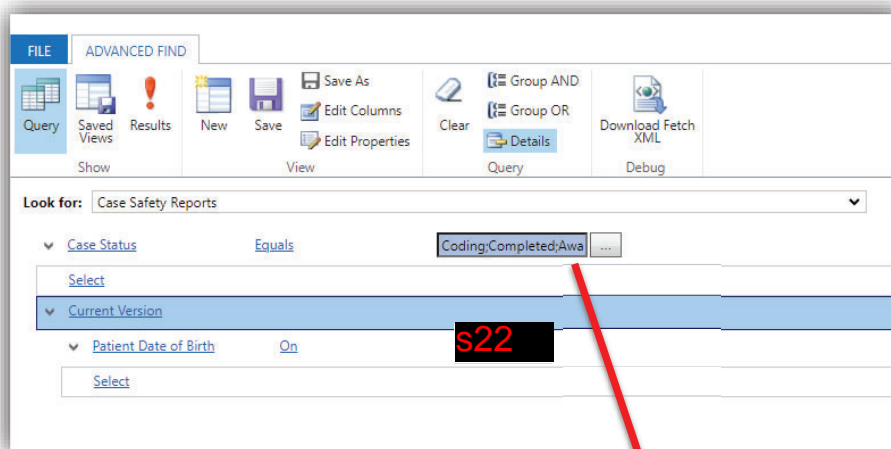 FILE ADVANCED FIND
Query
Saved Views
Results
New
Save
Save As
Edit Columns
Edit Properties
Clear
Group AND
Group OR
Details
Download Fetch XML
Show View Query Debug
Look for: Case Safety Reports
Case Status Equals Coding;Completed;Awa ...
Select
Current Version
Patient Date of Birth On s22
Select